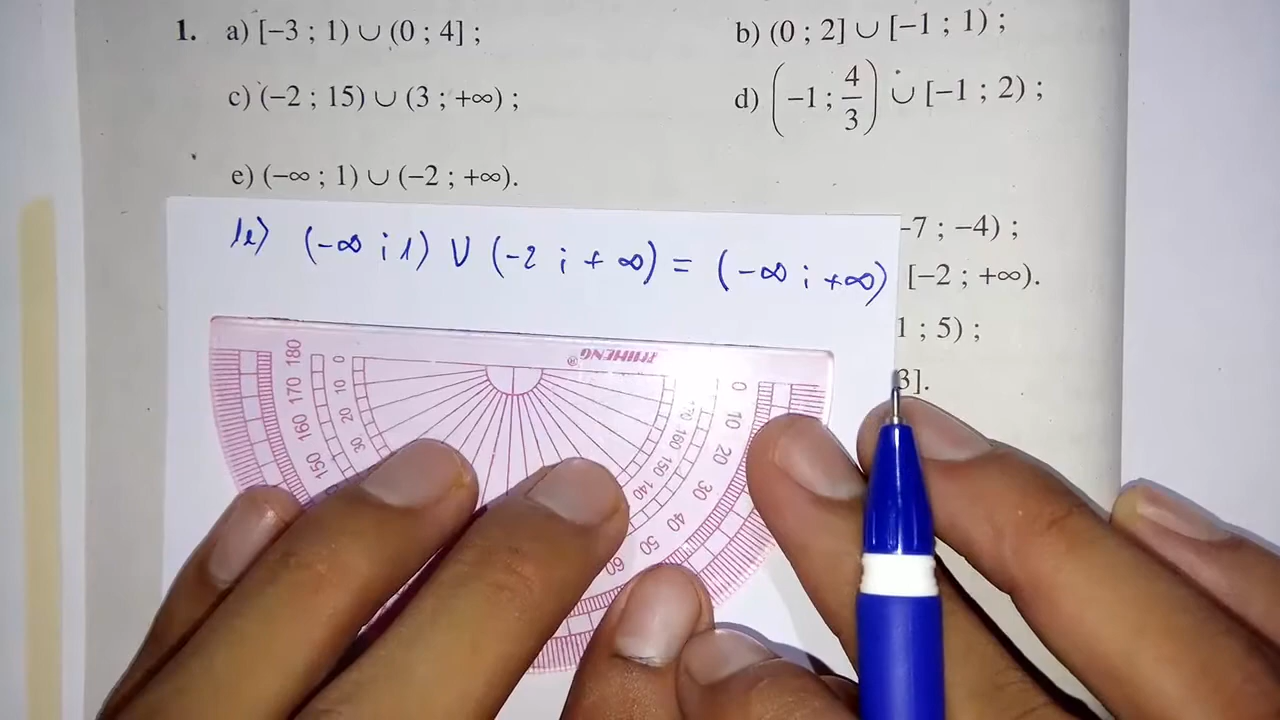 1. a) [−3 ; 1) ∪ (0 ; 4] ; b) (0 ; 2] ∪ [−1 ; 1) ;
c) (−2 ; 15) ∪ (3 ; +∞) ; d) (−1 ; 4/3) ∪ [−1 ; 2) ;
e) (−∞ ; 1) ∪ (−2 ; +∞).
−7 ; −4) ;
1e) (−∞ ; 1) ∪ (−2 ; +∞) = (−∞ ; +∞)
[−2 ; +∞).
1 ; 5) ;
3].
PHIHENG®
180 170 160 150
0 10 20 30
170 160 150 140
0 10 20 30 40 50 60